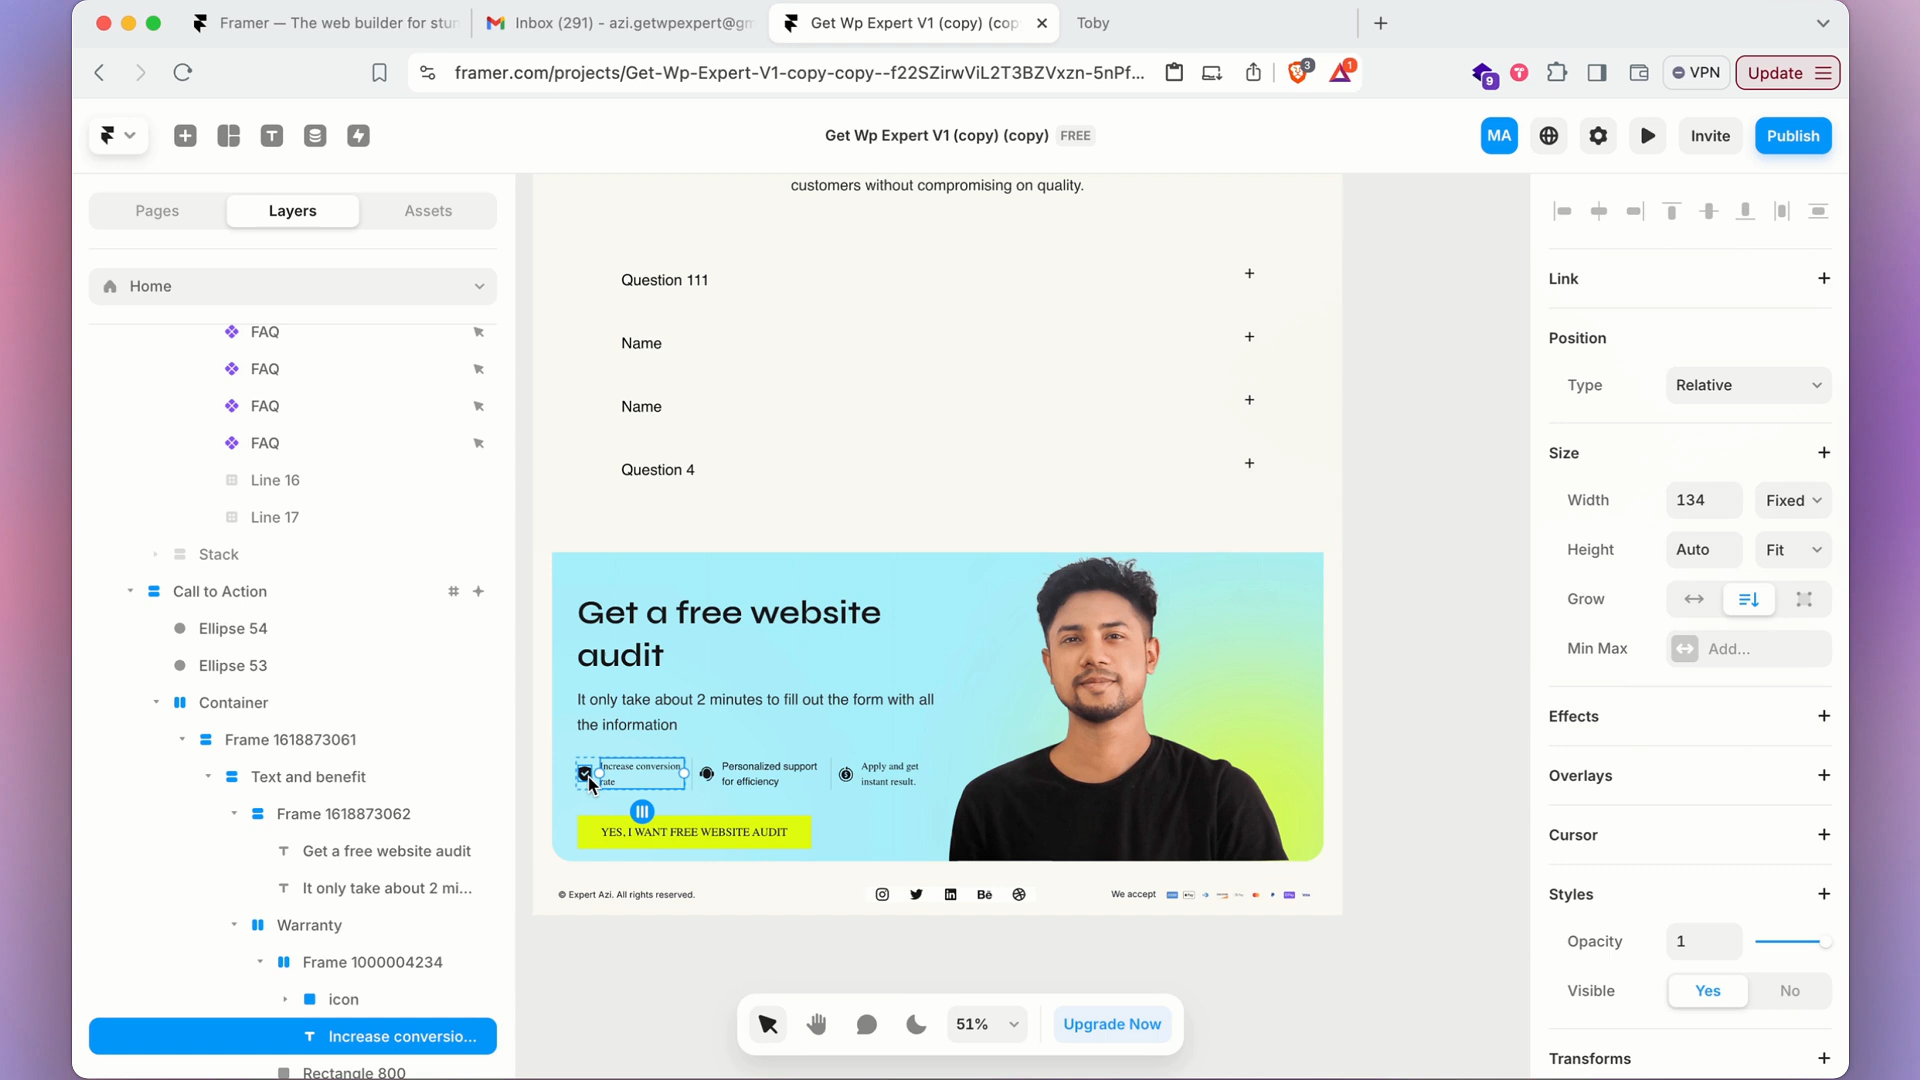 Framer — The web builder for stun
Inbox (291) - azi.getwpexpert@gm
Get Wp Expert V1 (copy) (cop
Toby
framer.com/projects/Get-Wp-Expert-V1-copy-copy--f22SZirwViL2T3BZVxzn-5nPf...
3
1
9
VPN
Update
Get Wp Expert V1 (copy) (copy) FREE
MA
Invite
Publish
Pages
Layers
Assets
Home
FAQ
FAQ
FAQ
FAQ
Line 16
Line 17
Stack
Call to Action
Ellipse 54
Ellipse 53
Container
Frame 1618873061
Text and benefit
Frame 1618873062
Get a free website audit
It only take about 2 mi...
Warranty
Frame 1000004234
icon
Increase conversio...
Rectangle 800
customers without compromising on quality.
Question 111
Name
Name
Question 4
Get a free website
audit
It only take about 2 minutes to fill out the form with all
the information
Increase conversion
rate
Personalized support
for efficiency
Apply and get
instant result.
YES, I WANT FREE WEBSITE AUDIT
© Expert Azi. All rights reserved.
Bē
We accept
51%
Upgrade Now
Link
Position
Type
Relative
Size
Width
134
Fixed
Height
Auto
Fit
Grow
Min Max
Add...
Effects
Overlays
Cursor
Styles
Opacity
1
Visible
Yes
No
Transforms